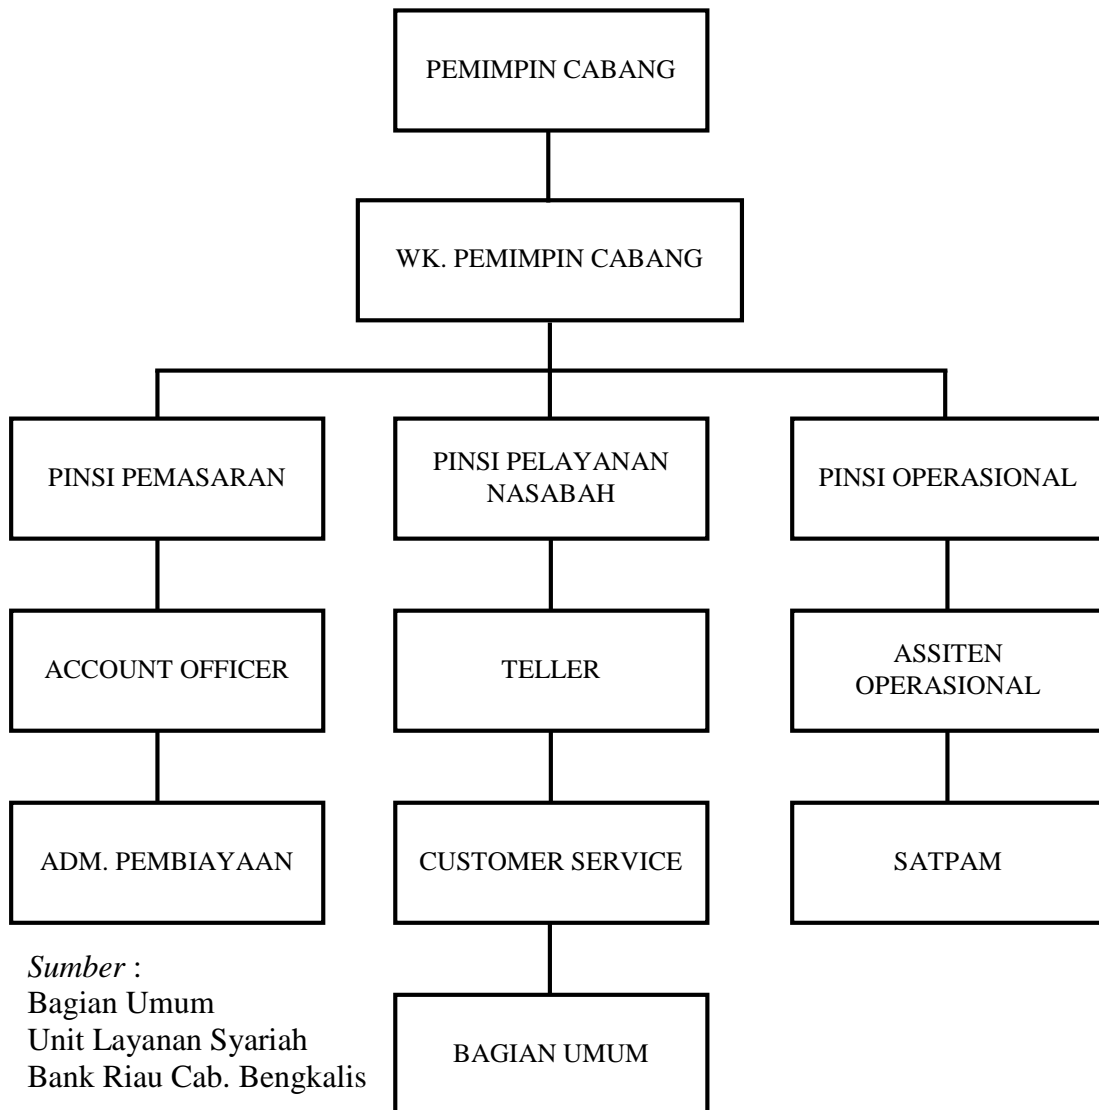 PEMIMPIN CABANG
WK. PEMIMPIN CABANG
PINSI PEMASARAN
PINSI PELAYANAN
NASABAH
PINSI OPERASIONAL
ACCOUNT OFFICER
TELLER
ASSITEN
OPERASIONAL
ADM. PEMBIAYAAN
CUSTOMER SERVICE
SATPAM
BAGIAN UMUM
Sumber :
Bagian Umum
Unit Layanan Syariah
Bank Riau Cab. Bengkalis